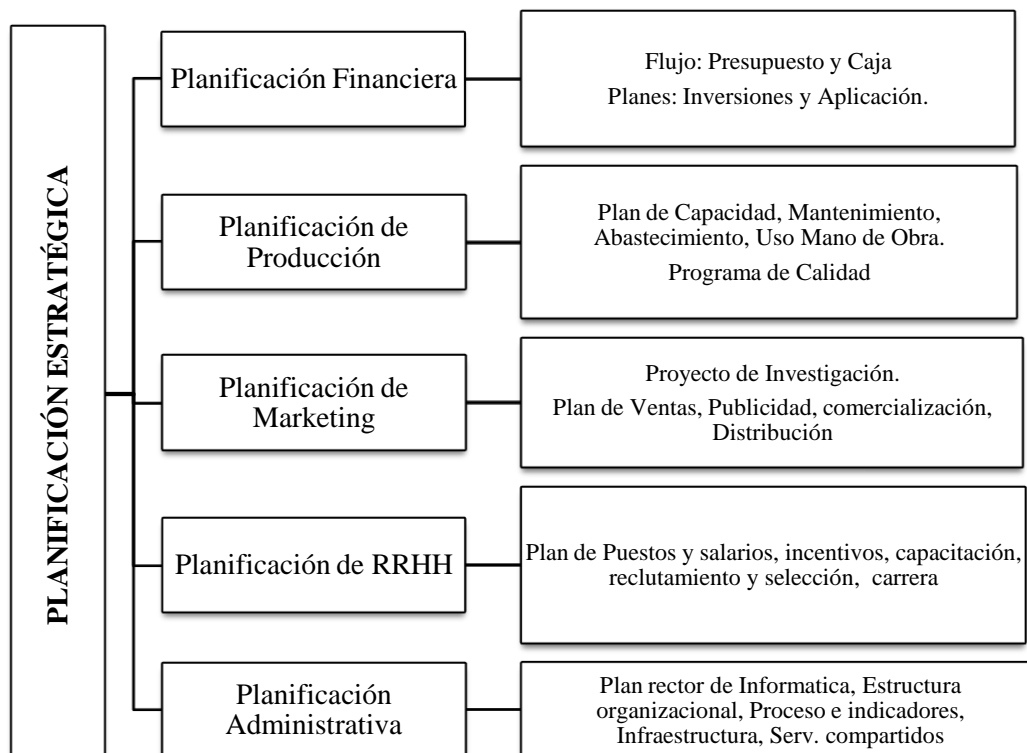 PLANIFICACIÓN ESTRATÉGICA
Planificación Financiera
Flujo: Presupuesto y Caja
Planes: Inversiones y Aplicación.
Planificación de
Producción
Plan de Capacidad, Mantenimiento,
Abastecimiento, Uso Mano de Obra.
Programa de Calidad
Planificación de
Marketing
Proyecto de Investigación.
Plan de Ventas, Publicidad, comercialización,
Distribución
Planificación de RRHH
Plan de Puestos y salarios, incentivos, capacitación,
reclutamiento y selección, carrera
Planificación
Administrativa
Plan rector de Informatica, Estructura
organizacional, Proceso e indicadores,
Infraestructura, Serv. compartidos